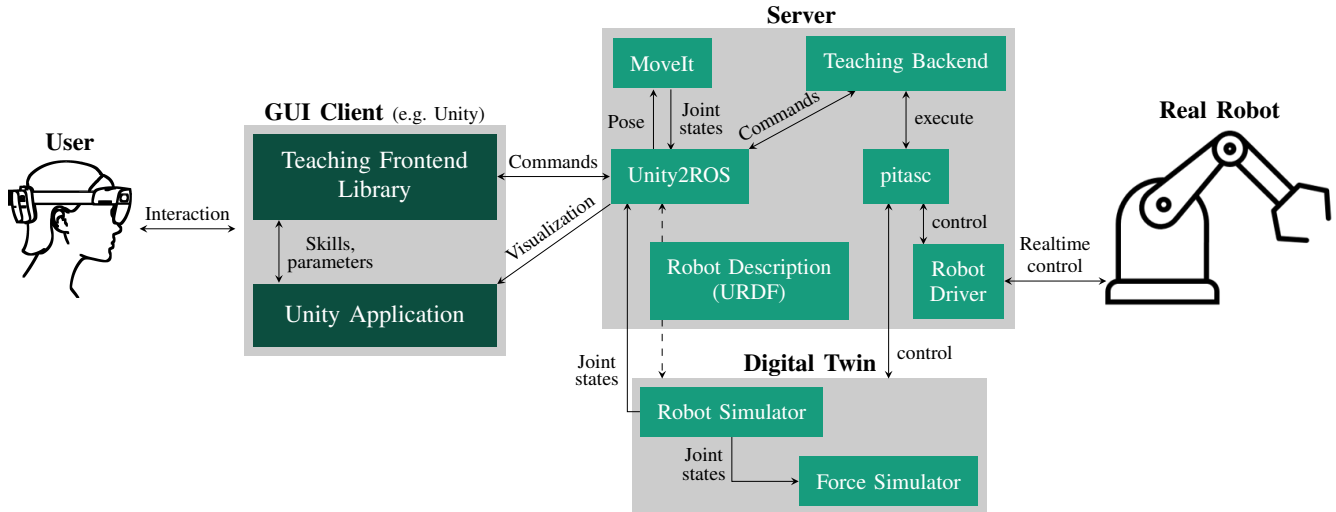 Server
MoveIt
Teaching Backend
GUI Client (e.g. Unity)
Pose
Joint
states
Commands
execute
Real Robot
User
Teaching Frontend
Library
Commands
Unity2ROS
pitasc
Interaction
Visualization
control
Skills,
parameters
Robot Description
(URDF)
Robot
Driver
Realtime
control
Unity Application
Joint
states
Digital Twin
control
Robot Simulator
Joint
states
Force Simulator